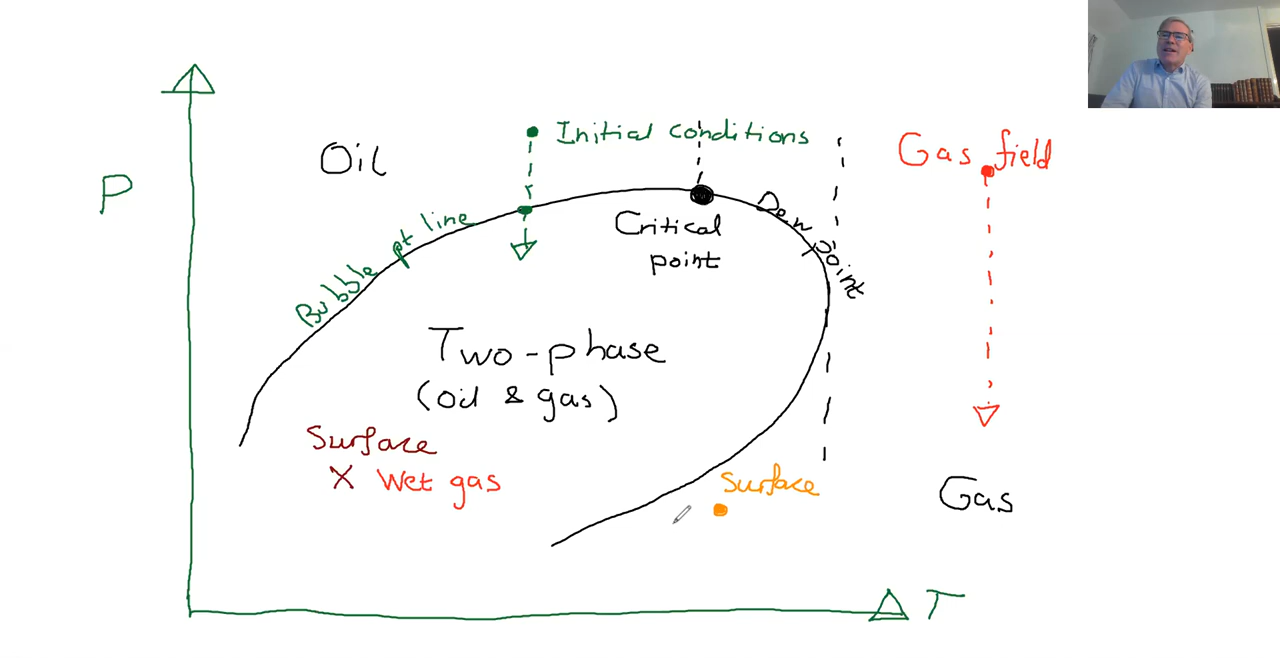 P
Oil
Initial conditions
Gas field
Bubble pt line
Critical
point
Dew point
Two-phase
(oil & gas)
Surface
X Wet gas
Surface
Gas
T